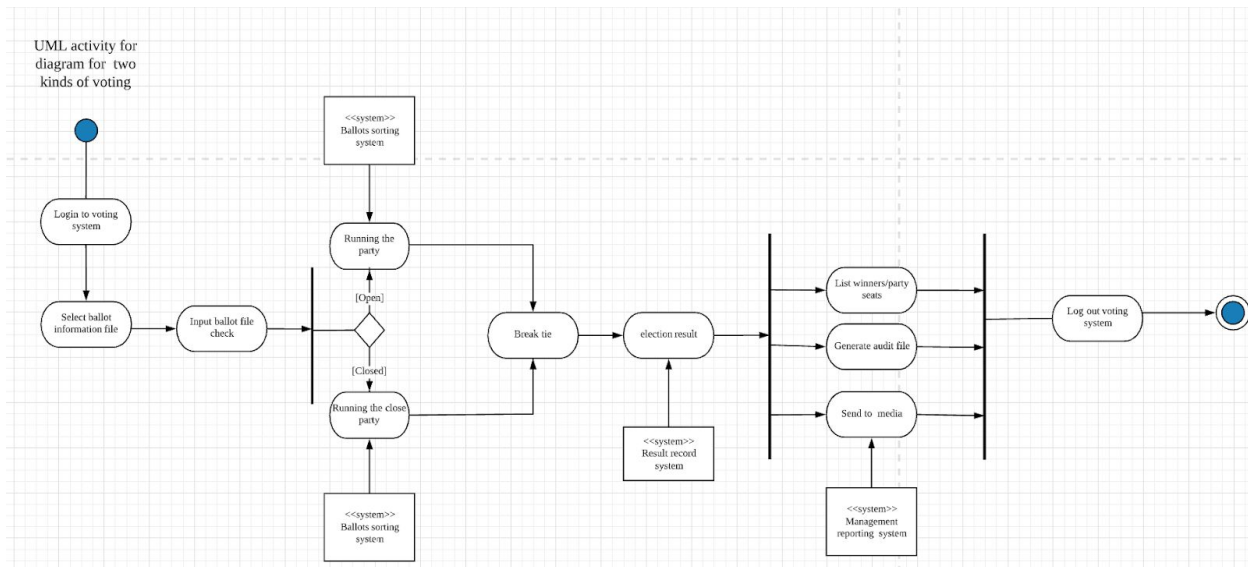 UML activity for
diagram for two
kinds of voting
<<system>>
Ballots sorting
system
Login to voting
system
Running the
party
[Open]
List winners/party
seats
Select ballot
information file
Input ballot file
check
Break tie
election result
Log out voting
system
Generate audit file
[Closed]
Running the close
party
Send to media
<<system>>
Result record
system
<<system>>
Ballots sorting
system
<<system>>
Management
reporting system